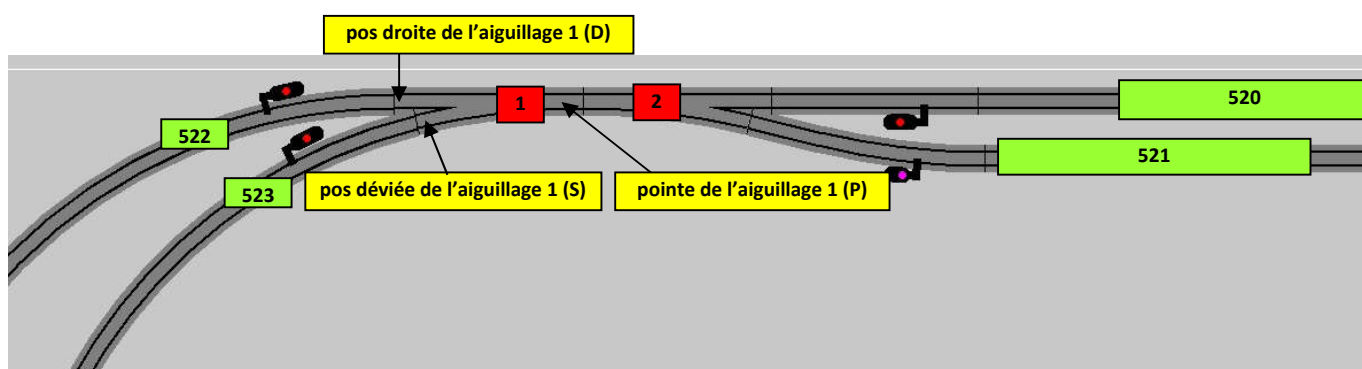 pos droite de l’aiguillage 1 (D)
1
2
520
522
521
523
pos déviée de l’aiguillage 1 (S)
pointe de l’aiguillage 1 (P)